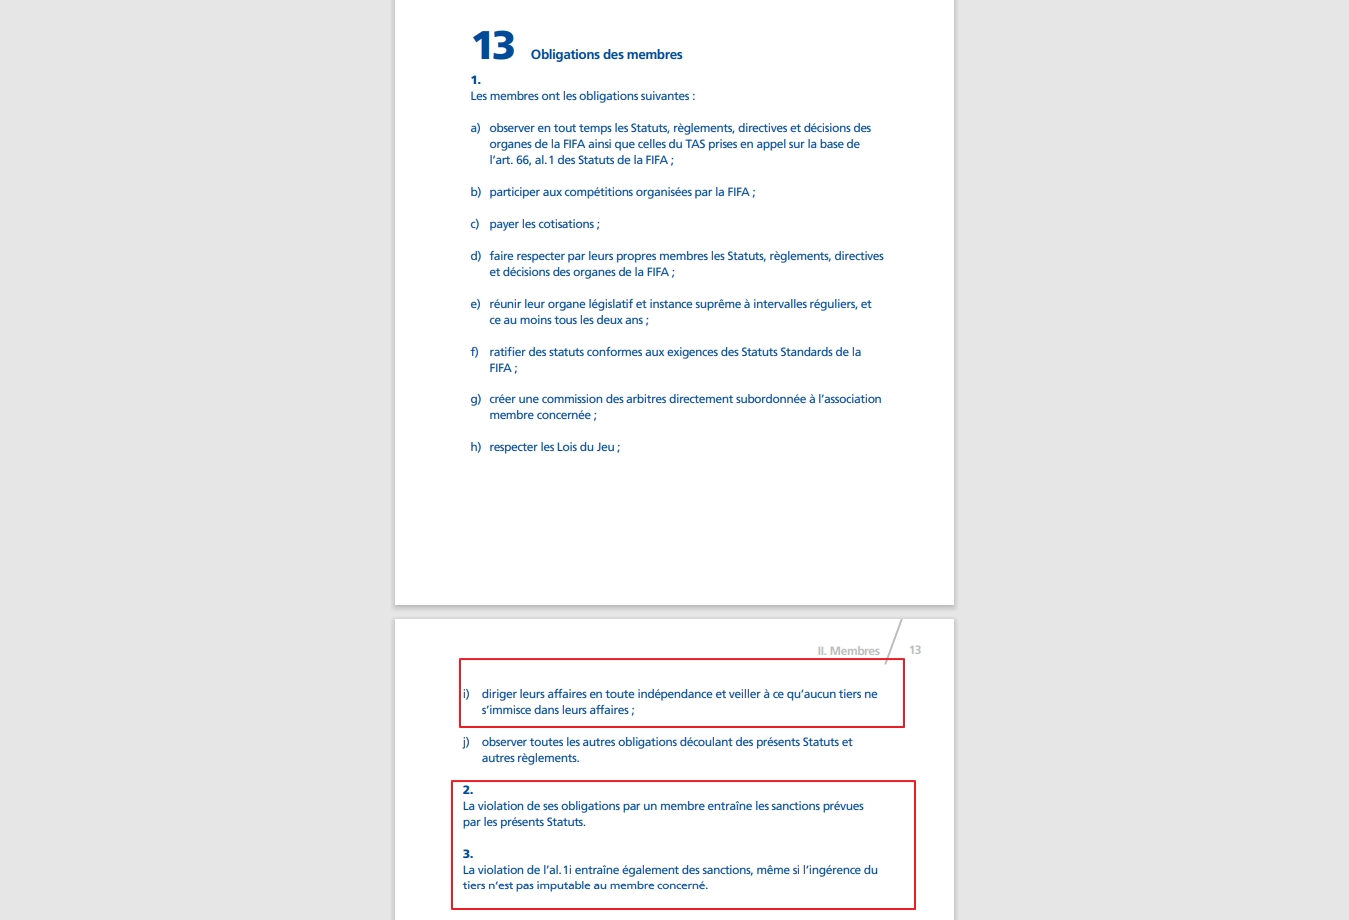 13 Obligations des membres
1.
Les membres ont les obligations suivantes :
a) observer en tout temps les Statuts, règlements, directives et décisions des
organes de la FIFA ainsi que celles du TAS prises en appel sur la base de
l'art. 66, al. 1 des Statuts de la FIFA ;
b) participer aux compétitions organisées par la FIFA ;
c) payer les cotisations ;
d) faire respecter par leurs propres membres les Statuts, règlements, directives
et décisions des organes de la FIFA ;
e) réunir leur organe législatif et instance suprême à intervalles réguliers, et
ce au moins tous les deux ans ;
f) ratifier des statuts conformes aux exigences des Statuts Standards de la
FIFA ;
g) créer une commission des arbitres directement subordonnée à l'association
membre concernée ;
h) respecter les Lois du Jeu ;
II. Membres 13
i) diriger leurs affaires en toute indépendance et veiller à ce qu'aucun tiers ne
s'immisce dans leurs affaires ;
j) observer toutes les autres obligations découlant des présents Statuts et
autres règlements.
2.
La violation de ses obligations par un membre entraîne les sanctions prévues
par les présents Statuts.
3.
La violation de l'al. 1i entraîne également des sanctions, même si l'ingérence du
tiers n'est pas imputable au membre concerné.